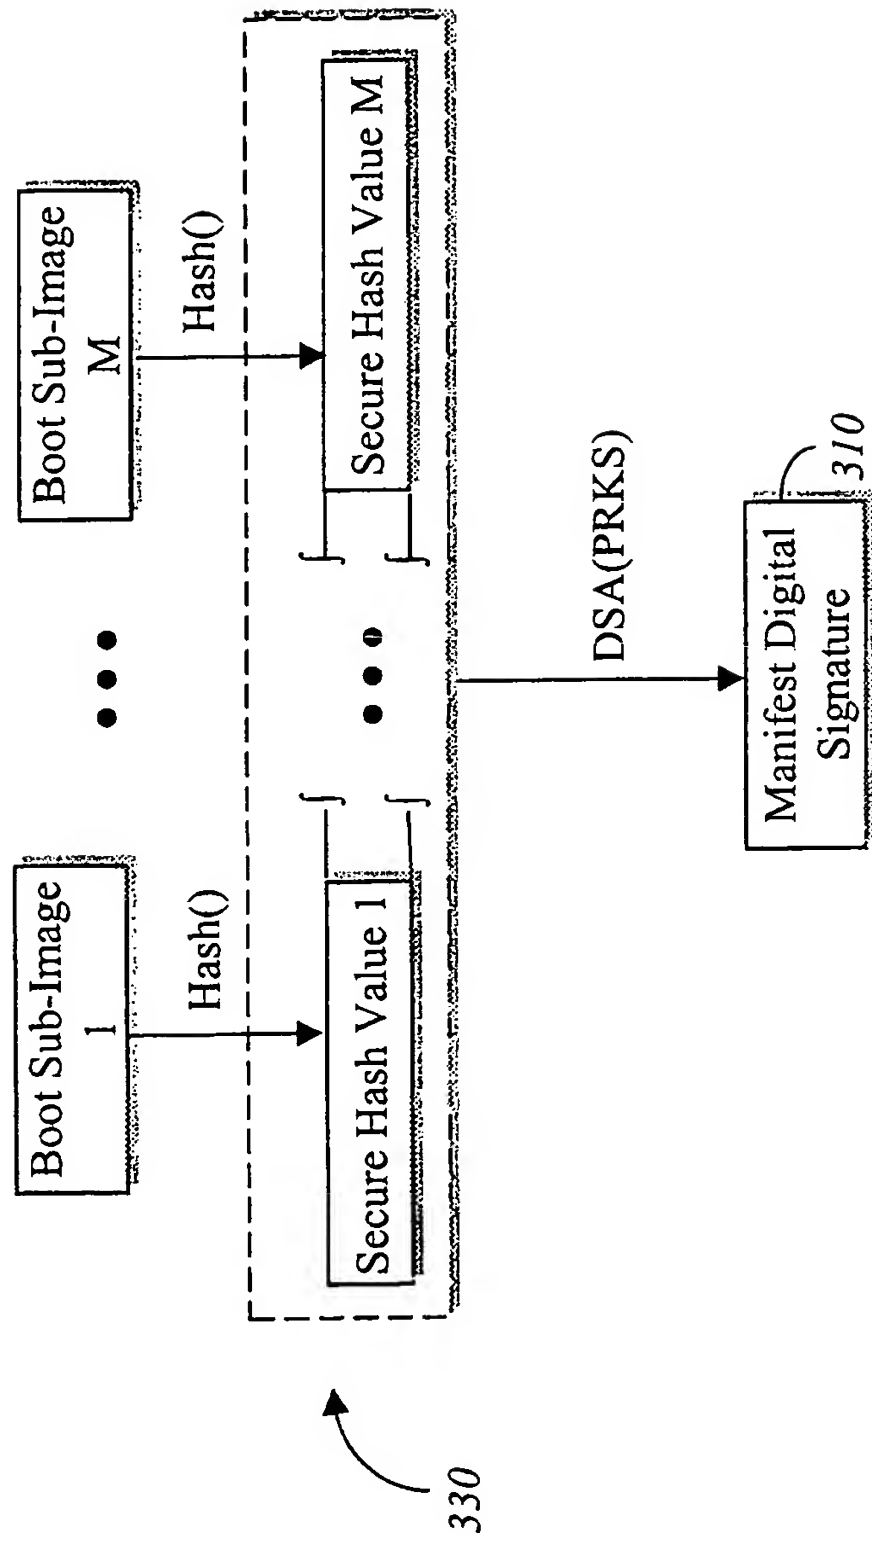 Boot Sub-Image
1
Boot Sub-Image
M
Hash()
Hash()
Secure Hash Value 1
Secure Hash Value M
330
DSA(PRKS)
Manifest Digital
Signature
310